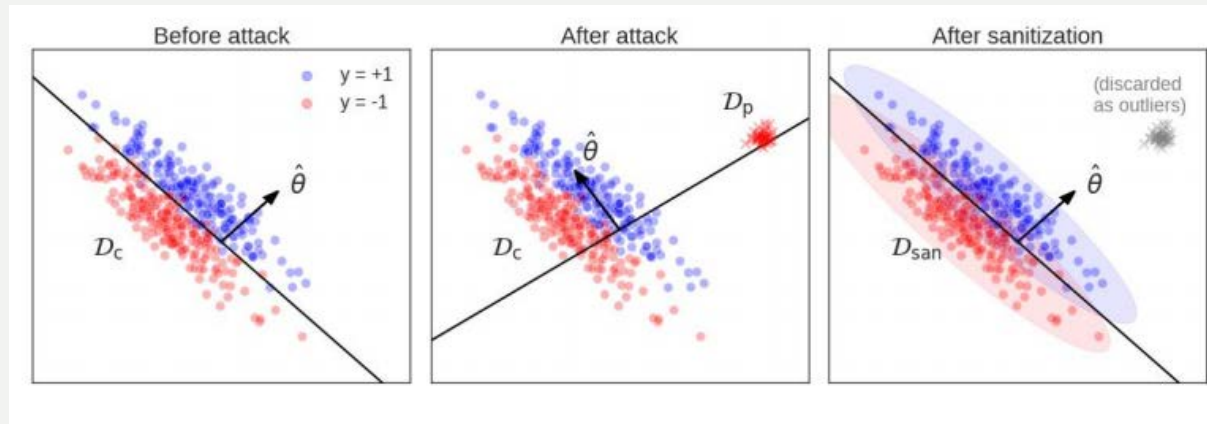 Before attack
y = +1
y = -1
θ̂
𝒟c
After attack
𝒟p
θ̂
𝒟c
After sanitization
(discarded
as outliers)
θ̂
𝒟san